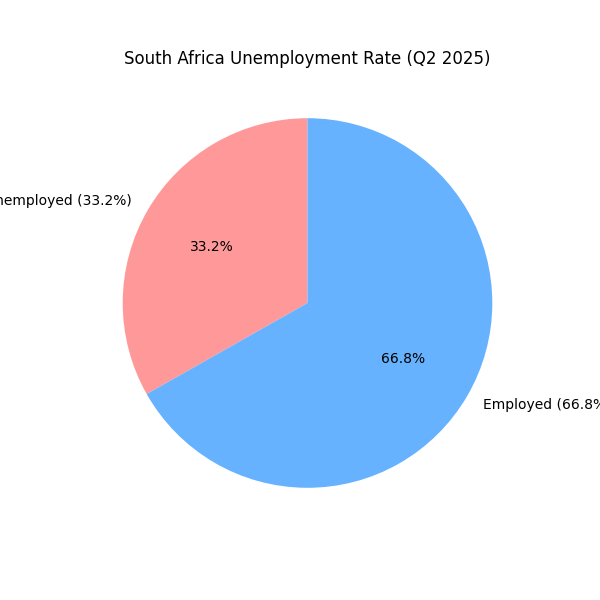 South Africa Unemployment Rate (Q2 2025)
nemployed (33.2%)
33.2%
66.8%
Employed (66.8%